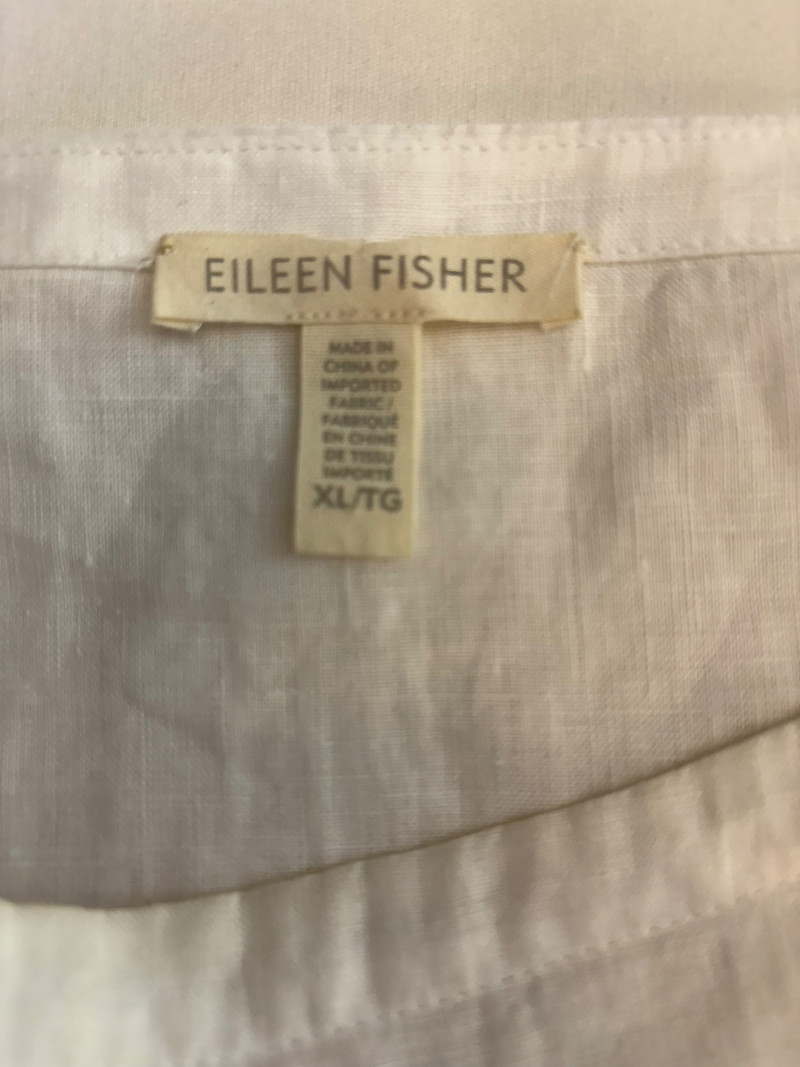 EILEEN FISHER
MADE IN
CHINA OF
IMPORTED
FABRIC /
FABRIQUÉ
EN CHINE
DE TISSU
IMPORTÉ
XL/TG